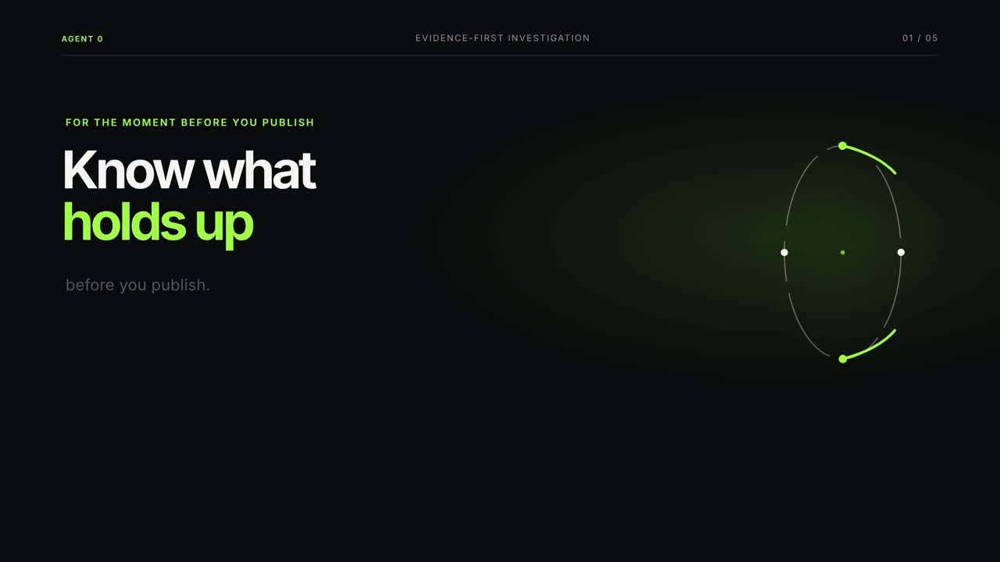 AGENT 0
EVIDENCE-FIRST INVESTIGATION
01 / 05
FOR THE MOMENT BEFORE YOU PUBLISH
Know what
holds up
before you publish.